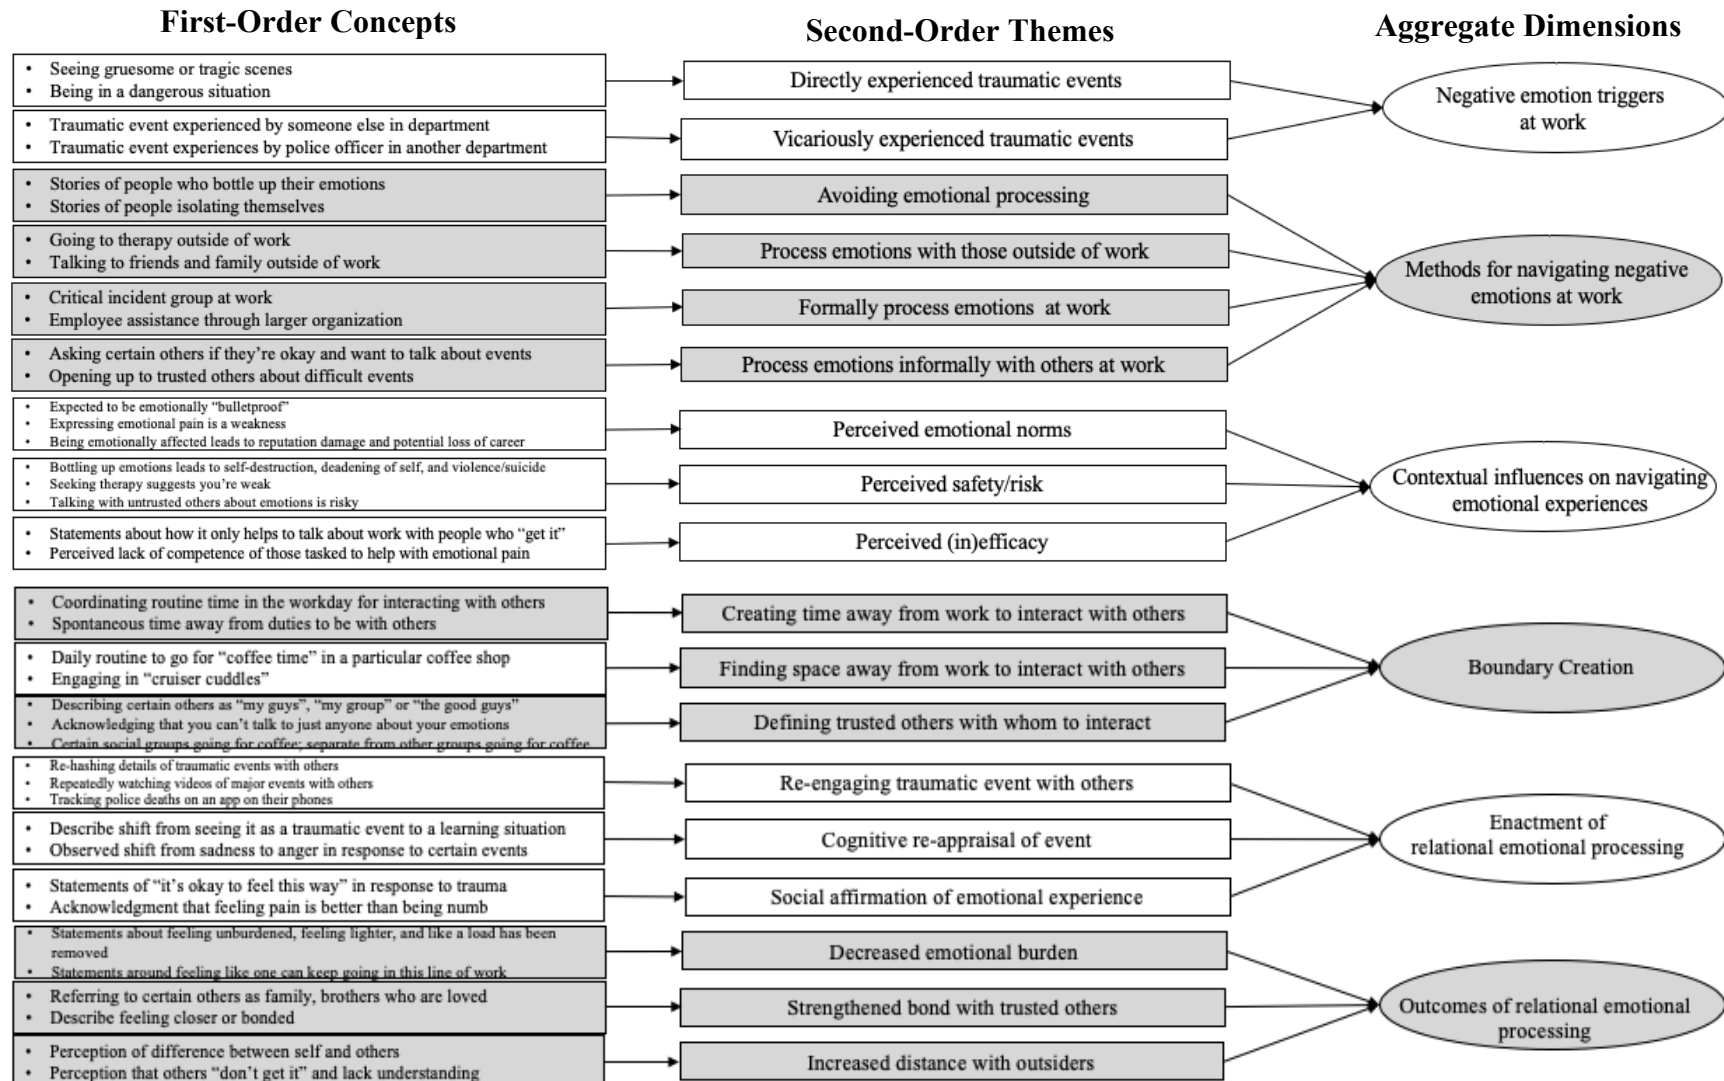 First-Order Concepts
Second-Order Themes
Aggregate Dimensions
• Seeing gruesome or tragic scenes
• Being in a dangerous situation
Directly experienced traumatic events
• Traumatic event experienced by someone else in department
• Traumatic event experiences by police officer in another department
Vicariously experienced traumatic events
Negative emotion triggers
at work
• Stories of people who bottle up their emotions
• Stories of people isolating themselves
Avoiding emotional processing
• Going to therapy outside of work
• Talking to friends and family outside of work
Process emotions with those outside of work
• Critical incident group at work
• Employee assistance through larger organization
Formally process emotions at work
• Asking certain others if they're okay and want to talk about events
• Opening up to trusted others about difficult events
Process emotions informally with others at work
Methods for navigating negative
emotions at work
• Expected to be emotionally “bulletproof”
• Expressing emotional pain is a weakness
• Being emotionally affected leads to reputation damage and potential loss of career
Perceived emotional norms
• Bottling up emotions leads to self-destruction, deadening of self, and violence/suicide
• Seeking therapy suggests you're weak
• Talking with untrusted others about emotions is risky
Perceived safety/risk
• Statements about how it only helps to talk about work with people who “get it”
• Perceived lack of competence of those tasked to help with emotional pain
Perceived (in)efficacy
Contextual influences on navigating
emotional experiences
• Coordinating routine time in the workday for interacting with others
• Spontaneous time away from duties to be with others
Creating time away from work to interact with others
• Daily routine to go for “coffee time” in a particular coffee shop
• Engaging in “cruiser cuddles”
Finding space away from work to interact with others
• Describing certain others as “my guys”, “my group” or “the good guys”
• Acknowledging that you can't talk to just anyone about your emotions
• Certain social groups going for coffee; separate from other groups going for coffee
Defining trusted others with whom to interact
Boundary Creation
• Re-hashing details of traumatic events with others
• Repeatedly watching videos of major events with others
• Tracking police deaths on an app on their phones
Re-engaging traumatic event with others
• Describe shift from seeing it as a traumatic event to a learning situation
• Observed shift from sadness to anger in response to certain events
Cognitive re-appraisal of event
• Statements of “it's okay to feel this way” in response to trauma
• Acknowledgment that feeling pain is better than being numb
Social affirmation of emotional experience
Enactment of
relational emotional processing
• Statements about feeling unburdened, feeling lighter, and like a load has been
removed
• Statements around feeling like one can keep going in this line of work
Decreased emotional burden
• Referring to certain others as family, brothers who are loved
• Describe feeling closer or bonded
Strengthened bond with trusted others
• Perception of difference between self and others
• Perception that others “don't get it” and lack understanding
Increased distance with outsiders
Outcomes of relational emotional
processing